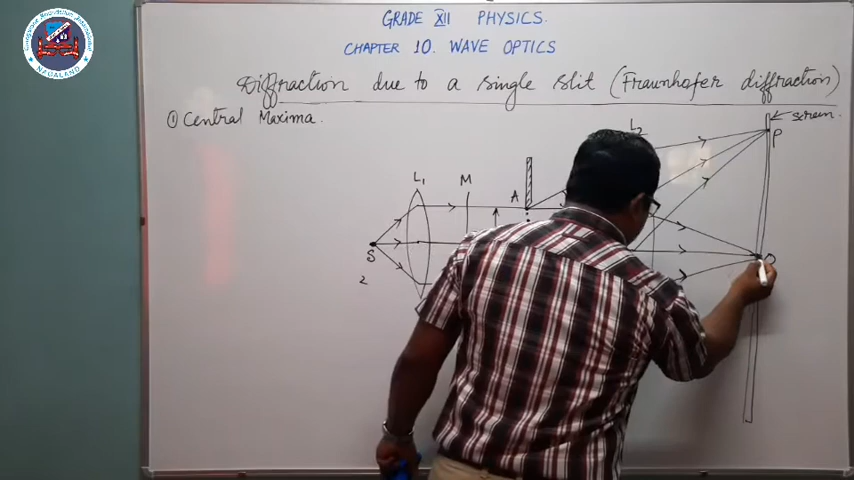 GRADE XII PHYSICS.
CHAPTER 10. WAVE OPTICS
Diffraction due to a single slit (Fraunhofer diffraction)
① Central Maxima.
screen.
L2
P
L1
M
A
S
λ
NAGALAND